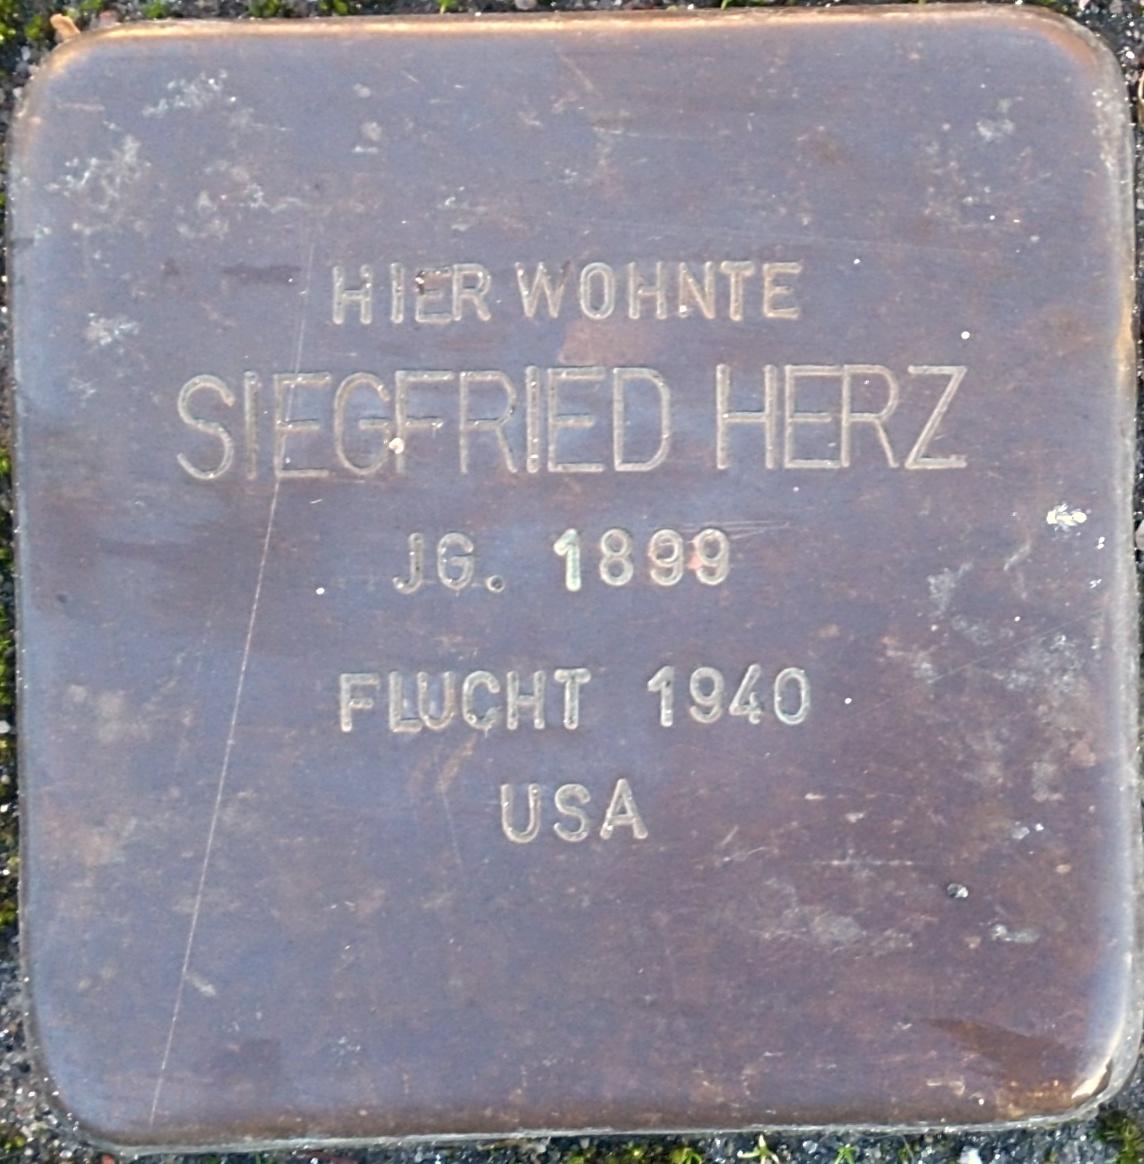 HIER WOHNTE
SIEGFRIED HERZ
JG. 1899
FLUCHT 1940
USA